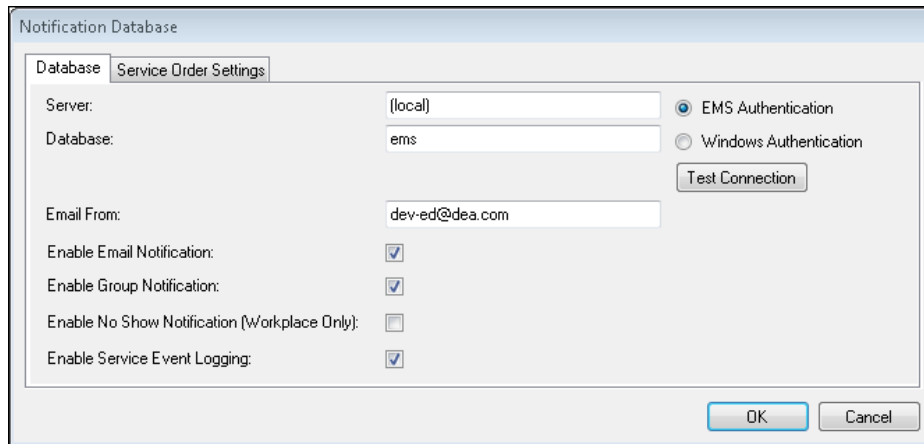 Notification Database
Database
Service Order Settings
Server:
(local)
EMS Authentication
Database:
ems
Windows Authentication
Test Connection
Email From:
dev-ed@dea.com
Enable Email Notification:
Enable Group Notification:
Enable No Show Notification (Workplace Only):
Enable Service Event Logging:
OK
Cancel